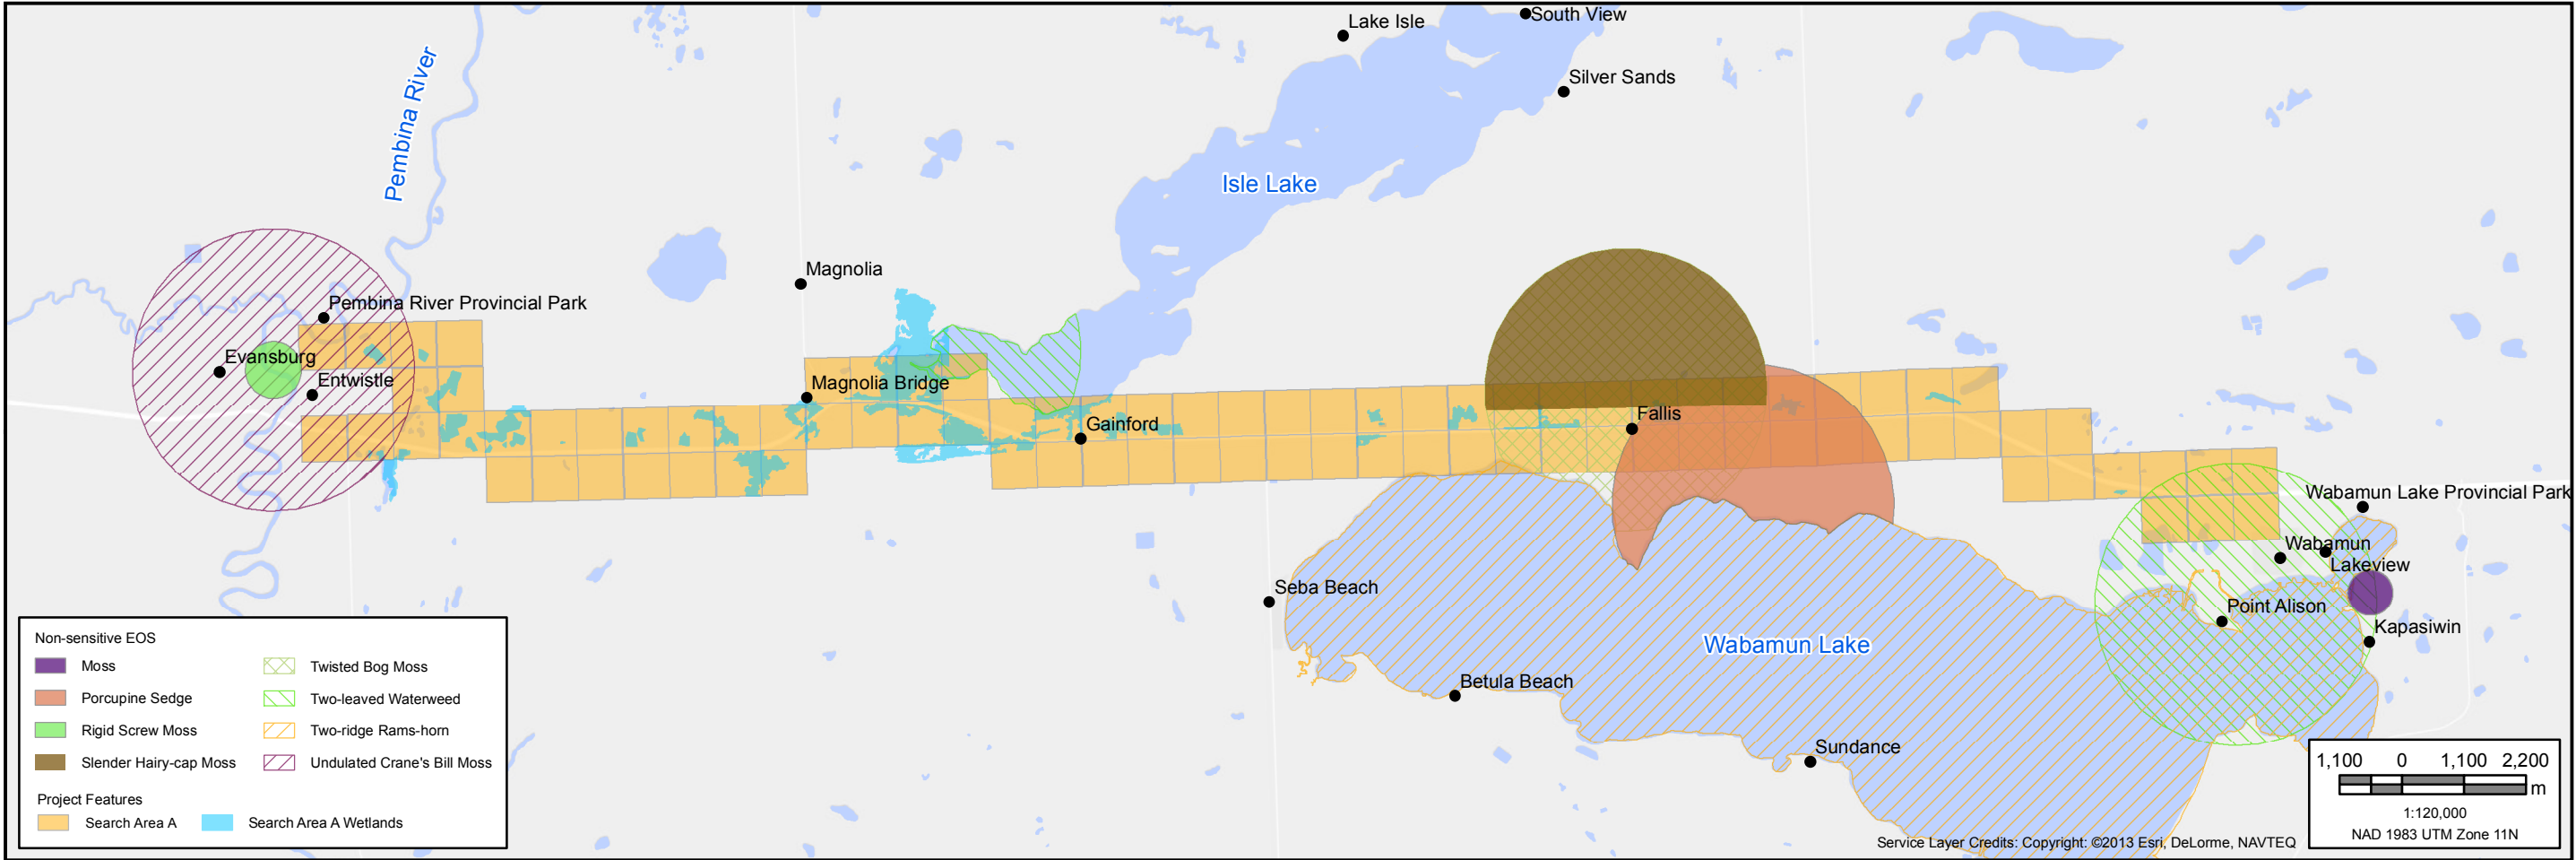 Lake Isle
South View
Silver Sands
Pembina River
Isle Lake
Magnolia
Pembina River Provincial Park
Evansburg
Entwistle
Magnolia Bridge
Gainford
Fallis
Wabamun Lake Provincial Park
Wabamun
Lakeview
Seba Beach
Point Alison
Kapasiwin
Wabamun Lake
Betula Beach
Sundance
Non-sensitive EOS
Moss
Twisted Bog Moss
Porcupine Sedge
Two-leaved Waterweed
Rigid Screw Moss
Two-ridge Rams-horn
Slender Hairy-cap Moss
Undulated Crane's Bill Moss
Project Features
Search Area A
Search Area A Wetlands
1,100 0 1,100 2,200
m
1:120,000
NAD 1983 UTM Zone 11N
Service Layer Credits: Copyright: ©2013 Esri, DeLorme, NAVTEQ